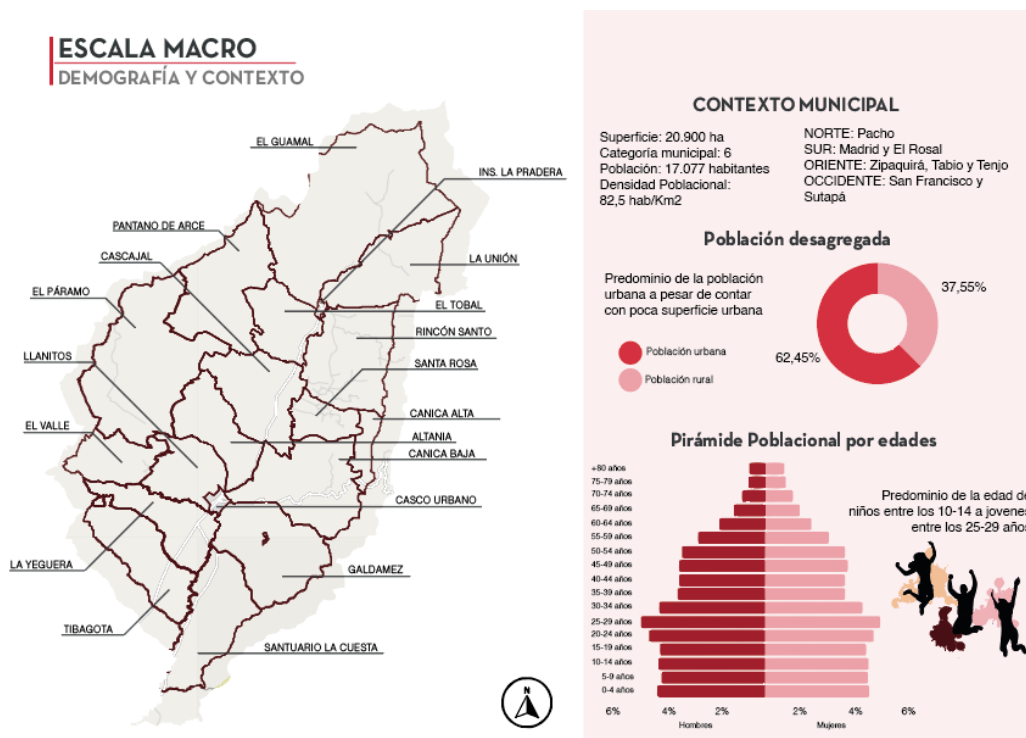 ESCALA MACRO
DEMOGRAFÍA Y CONTEXTO
EL GUAMAL
INS. LA PRADERA
PANTANO DE ARCE
CASCAJAL
LA UNIÓN
EL PÁRAMO
EL TOBAL
RINCÓN SANTO
LLANITOS
SANTA ROSA
CANICA ALTA
EL VALLE
ALTANIA
CANICA BAJA
CASCO URBANO
LA YEGUERA
GALDAMEZ
TIBAGOTA
SANTUARIO LA CUESTA
N
CONTEXTO MUNICIPAL
Superficie: 20.900 ha
Categoría municipal: 6
Población: 17.077 habitantes
Densidad Poblacional:
82,5 hab/Km2
NORTE: Pacho
SUR: Madrid y El Rosal
ORIENTE: Zipaquirá, Tabio y Tenjo
OCCIDENTE: San Francisco y
Sutapá
Población desagregada
Predominio de la población
urbana a pesar de contar
con poca superficie urbana
Población urbana
Población rural
37,55%
62,45%
Pirámide Poblacional por edades
+80 años
75-79 años
70-74 años
65-69 años
60-64 años
55-59 años
50-54 años
45-49 años
40-44 años
35-39 años
30-34 años
25-29 años
20-24 años
15-19 años
10-14 años
5-9 años
0-4 años
6% 4% 2% 2% 4% 6%
Hombres Mujeres
Predominio de la edad de
niños entre los 10-14 a jovenes
entre los 25-29 años